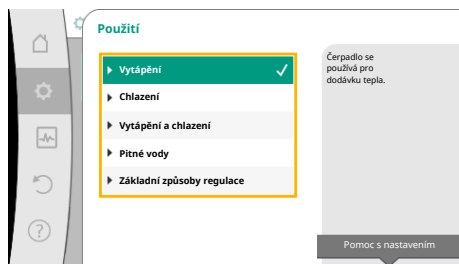 Použití
Vytápění
Chlazení
Vytápění a chlazení
Pitné vody
Základní způsoby regulace
Čerpadlo se
používá pro
dodávku tepla.
Pomoc s nastavením